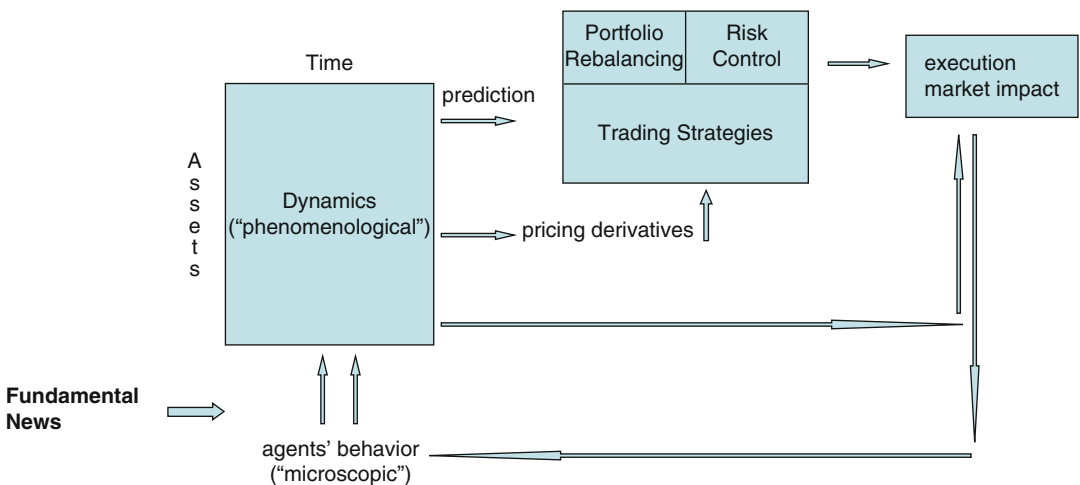 Portfolio
Rebalancing
Risk
Control
execution
market impact
Time
prediction
Trading Strategies
Assets
Dynamics
(“phenomenological”)
pricing derivatives
Fundamental
News
agents’ behavior
(“microscopic”)